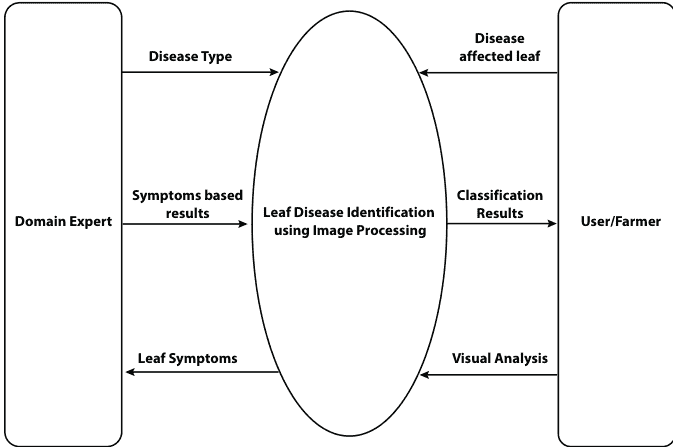 Disease Type
Disease
affected leaf
Domain Expert
Symptoms based
results
Leaf Disease Identification
using Image Processing
Classification
Results
User/Farmer
Leaf Symptoms
Visual Analysis